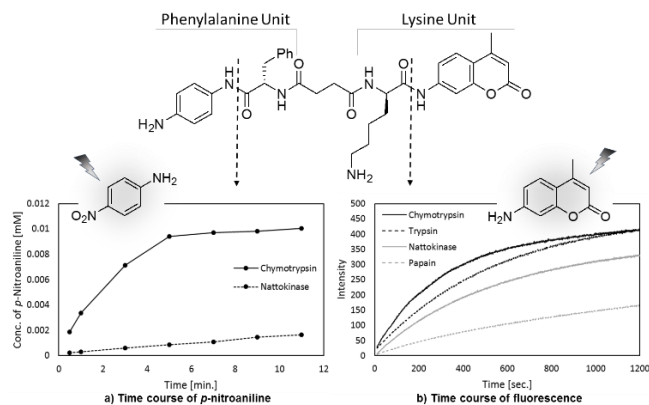 Phenylalanine Unit
Lysine Unit
Ph
H
N
O
N
H
O
H
N
O
O
N
H
O
O
H2N
NH2
NH2
O2N
H2N
O
O
0.012
0.01
0.008
0.006
0.004
0.002
0
Conc. of p-Nitroaniline [mM]
Chymotrypsin
Nattokinase
0 2 4 6 8 10 12
Time [min.]
a) Time course of p-nitroaniline
500
450
400
350
300
250
200
150
100
50
0
Intensity
Chymotrypsin
Trypsin
Nattokinase
Papain
0 200 400 600 800 1000 1200
Time [sec.]
b) Time course of fluorescence